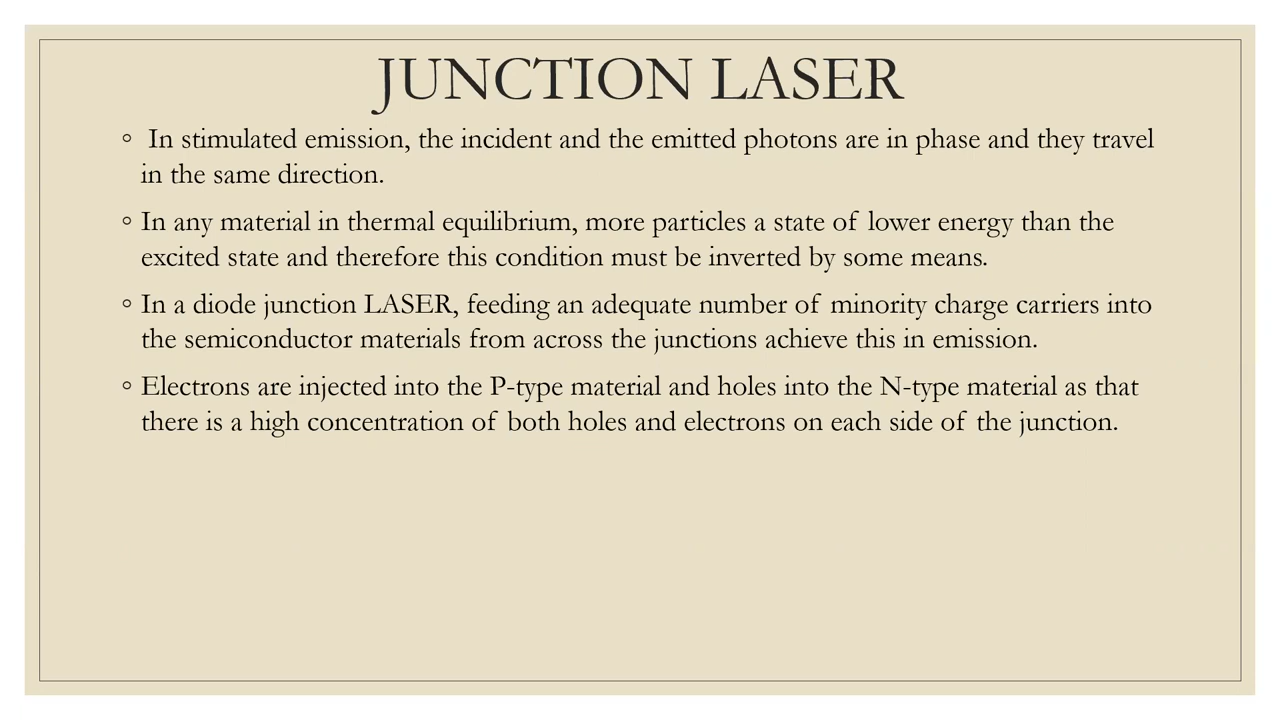 JUNCTION LASER
◦ In stimulated emission, the incident and the emitted photons are in phase and they travel
in the same direction.
◦ In any material in thermal equilibrium, more particles a state of lower energy than the
excited state and therefore this condition must be inverted by some means.
◦ In a diode junction LASER, feeding an adequate number of minority charge carriers into
the semiconductor materials from across the junctions achieve this in emission.
◦ Electrons are injected into the P-type material and holes into the N-type material as that
there is a high concentration of both holes and electrons on each side of the junction.